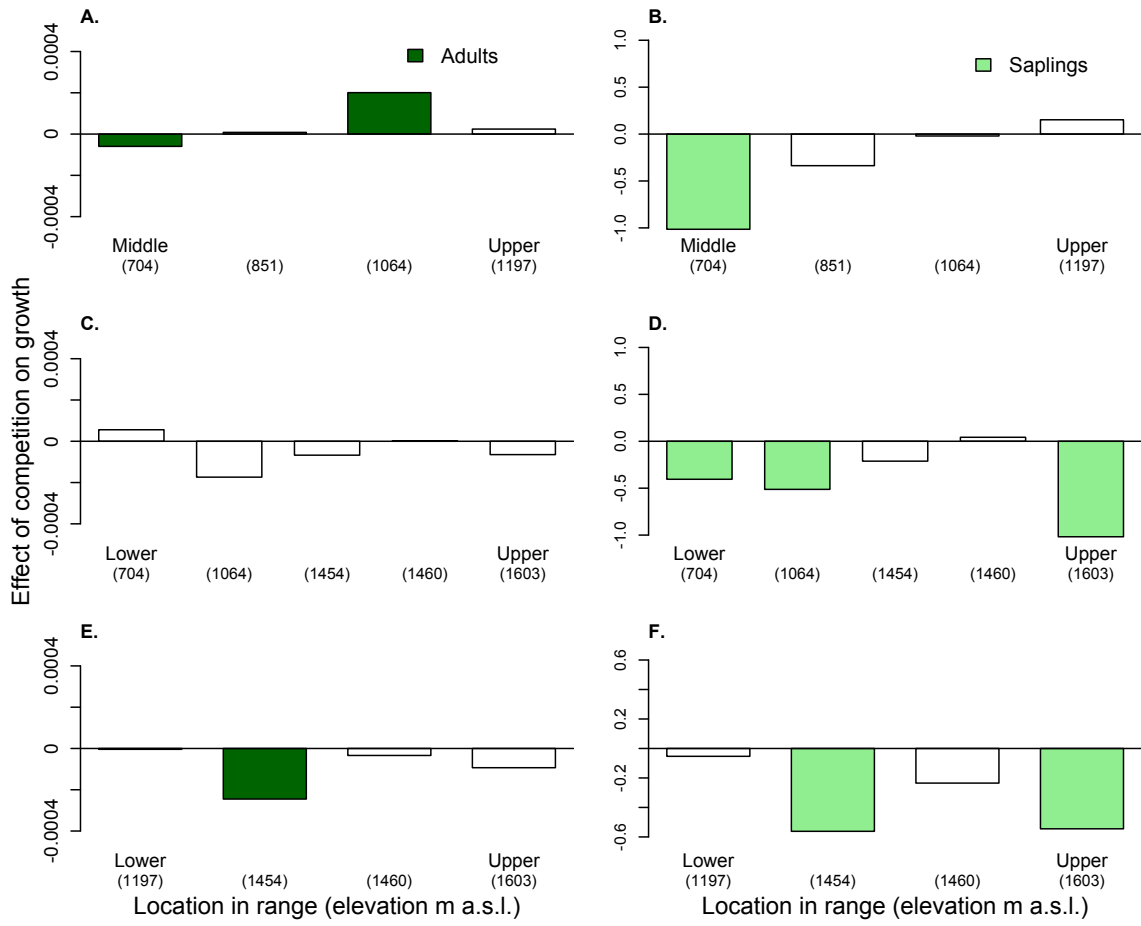 A.
Adults
0.0004
0
-0.0004
Middle
(704)
(851)
(1064)
Upper
(1197)
B.
Saplings
1.0
0.5
0.0
-0.5
-1.0
Middle
(704)
(851)
(1064)
Upper
(1197)
Effect of competition on growth
C.
0.0004
0
-0.0004
Lower
(704)
(1064)
(1454)
(1460)
Upper
(1603)
D.
1.0
0.5
0.0
-0.5
-1.0
Lower
(704)
(1064)
(1454)
(1460)
Upper
(1603)
E.
0.0004
0
-0.0004
Lower
(1197)
(1454)
(1460)
Upper
(1603)
Location in range (elevation m a.s.l.)
F.
0.6
0.2
-0.2
-0.6
Lower
(1197)
(1454)
(1460)
Upper
(1603)
Location in range (elevation m a.s.l.)